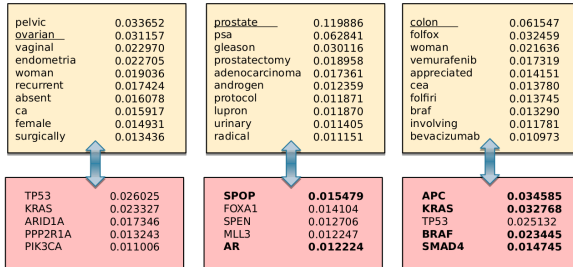 pelvic 0.033652
ovarian 0.031157
vaginal 0.022970
endometria 0.022705
woman 0.019036
recurrent 0.017424
absent 0.016078
ca 0.015917
female 0.014931
surgically 0.013436
prostate 0.119886
psa 0.062841
gleason 0.030116
prostatectomy 0.018958
adenocarcinoma 0.017361
androgen 0.012359
protocol 0.011871
lupron 0.011870
urinary 0.011405
radical 0.011151
colon 0.061547
folfox 0.032459
woman 0.021636
vemurafenib 0.017319
appreciated 0.014151
cea 0.013780
folfiri 0.013745
braf 0.013290
involving 0.011781
bevacizumab 0.010973
TP53 0.026025
KRAS 0.023327
ARID1A 0.017346
PPP2R1A 0.013243
PIK3CA 0.011006
SPOP 0.015479
FOXA1 0.014104
SPEN 0.012706
MLL3 0.012247
AR 0.012224
APC 0.034585
KRAS 0.032768
TP53 0.025132
BRAF 0.023445
SMAD4 0.014745